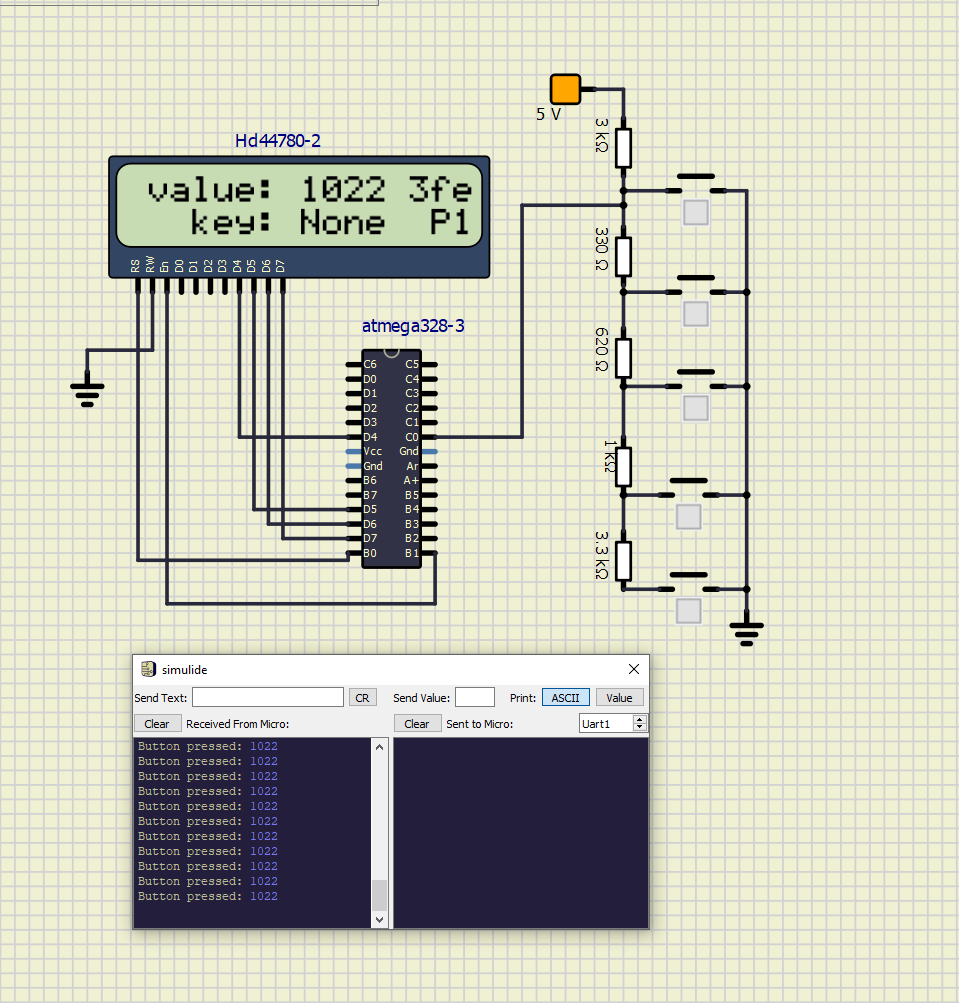 5 V
3 kΩ
Hd44780-2
value: 1022 3fe
key: None P1
RS RW En D0 D1 D2 D3 D4 D5 D6 D7
330 Ω
620 Ω
1 kΩ
3.3 kΩ
atmega328-3
C6 C5
D0 C4
D1 C3
D2 C2
D3 C1
D4 C0
Vcc Gnd
Gnd Ar
B6 A+
B7 B5
D5 B4
D6 B3
D7 B2
B0 B1
simulide
Send Text: CR Send Value: Print: ASCII Value
Clear Received From Micro: Clear Sent to Micro: Uart1
Button pressed: 1022
Button pressed: 1022
Button pressed: 1022
Button pressed: 1022
Button pressed: 1022
Button pressed: 1022
Button pressed: 1022
Button pressed: 1022
Button pressed: 1022
Button pressed: 1022
Button pressed: 1022